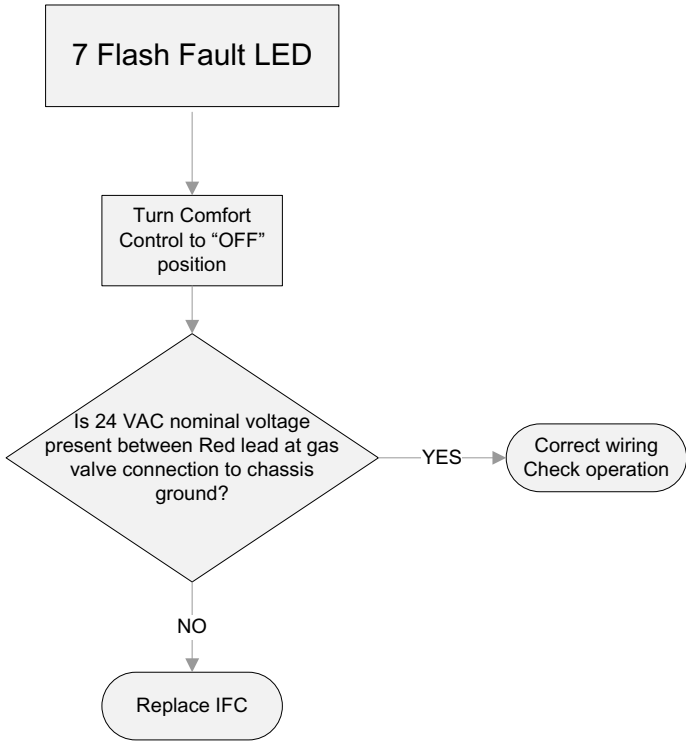 7 Flash Fault LED
Turn Comfort
Control to “OFF”
position
Is 24 VAC nominal voltage
present between Red lead at gas
valve connection to chassis
ground?
YES
Correct wiring
Check operation
NO
Replace IFC